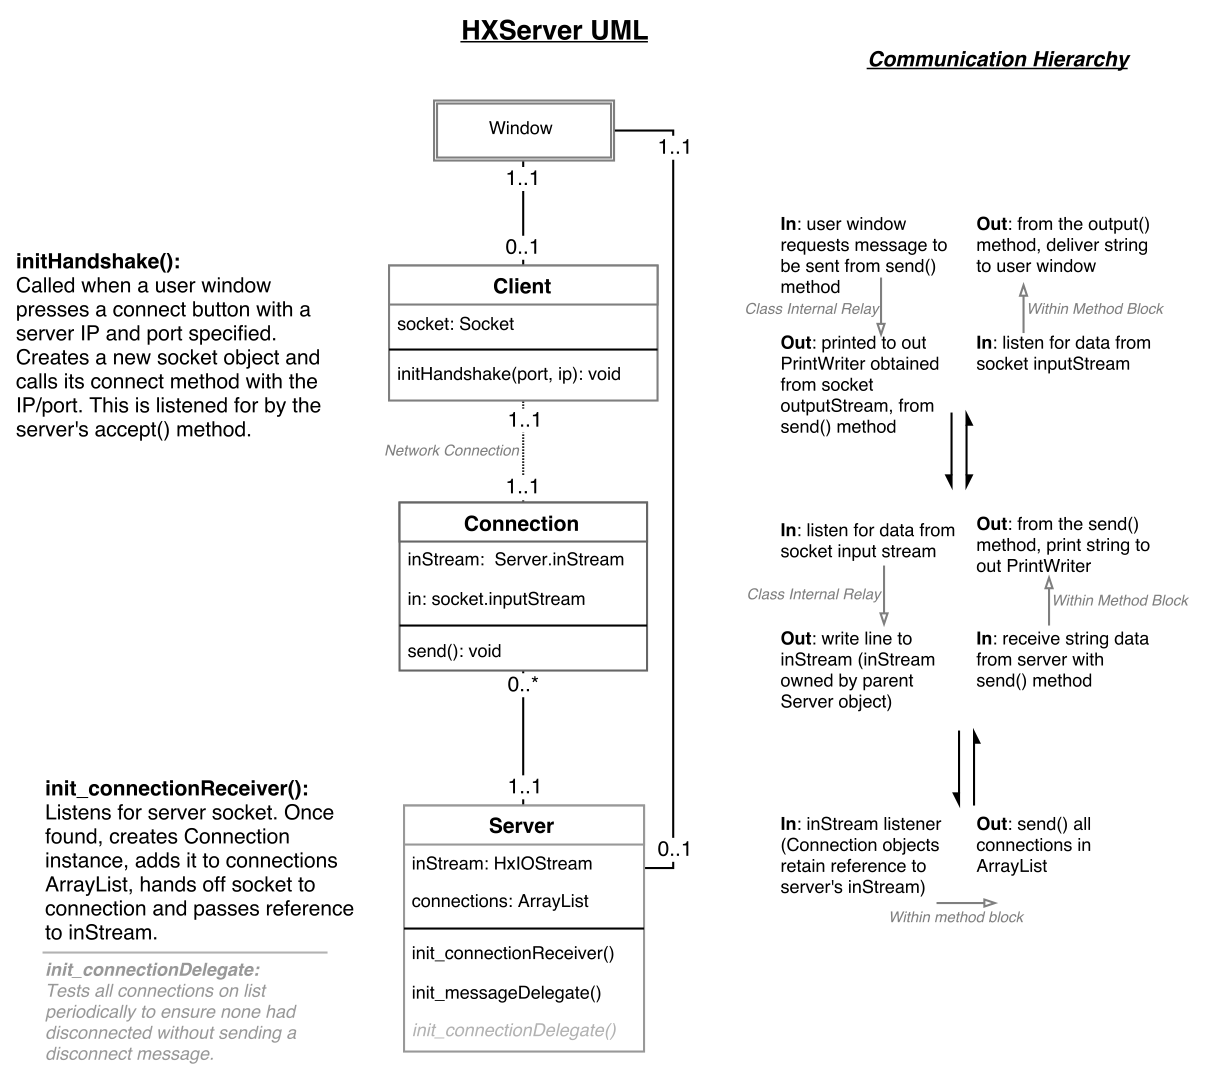 HXServer UML
Communication Hierarchy
Window
1..1
1..1
0..1
initHandshake():
Called when a user window
presses a connect button with a
server IP and port specified.
Creates a new socket object and
calls its connect method with the
IP/port. This is listened for by the
server's accept() method.
Client
socket: Socket
initHandshake(port, ip): void
1..1
Network Connection
1..1
Connection
inStream:  Server.inStream
in: socket.inputStream
send(): void
0..*
1..1
init_connectionReceiver():
Listens for server socket. Once
found, creates Connection
instance, adds it to connections
ArrayList, hands off socket to
connection and passes reference
to inStream.
init_connectionDelegate:
Tests all connections on list
periodically to ensure none had
disconnected without sending a
disconnect message.
Server
inStream: HxIOStream
connections: ArrayList
init_connectionReceiver()
init_messageDelegate()
init_connectionDelegate()
0..1
In: user window
requests message to
be sent from send()
method
Class Internal Relay
Out: printed to out
PrintWriter obtained
from socket
outputStream, from
send() method
Out: from the output()
method, deliver string
to user window
Within Method Block
In: listen for data from
socket inputStream
In: listen for data from
socket input stream
Class Internal Relay
Out: write line to
inStream (inStream
owned by parent
Server object)
Out: from the send()
method, print string to
out PrintWriter
Within Method Block
In: receive string data
from server with
send() method
In: inStream listener
(Connection objects
retain reference to
server's inStream)
Out: send() all
connections in
ArrayList
Within method block